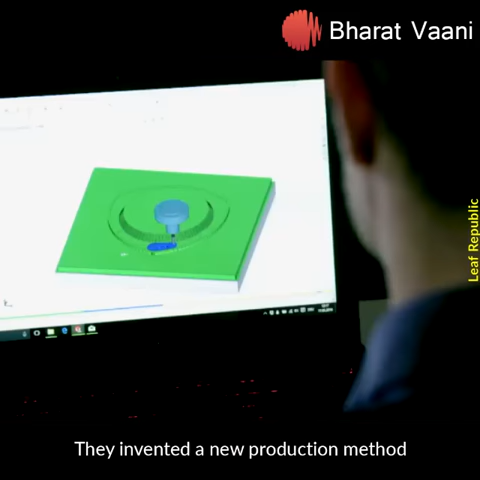 Bharat Vaani
Leaf Republic
They invented a new production method